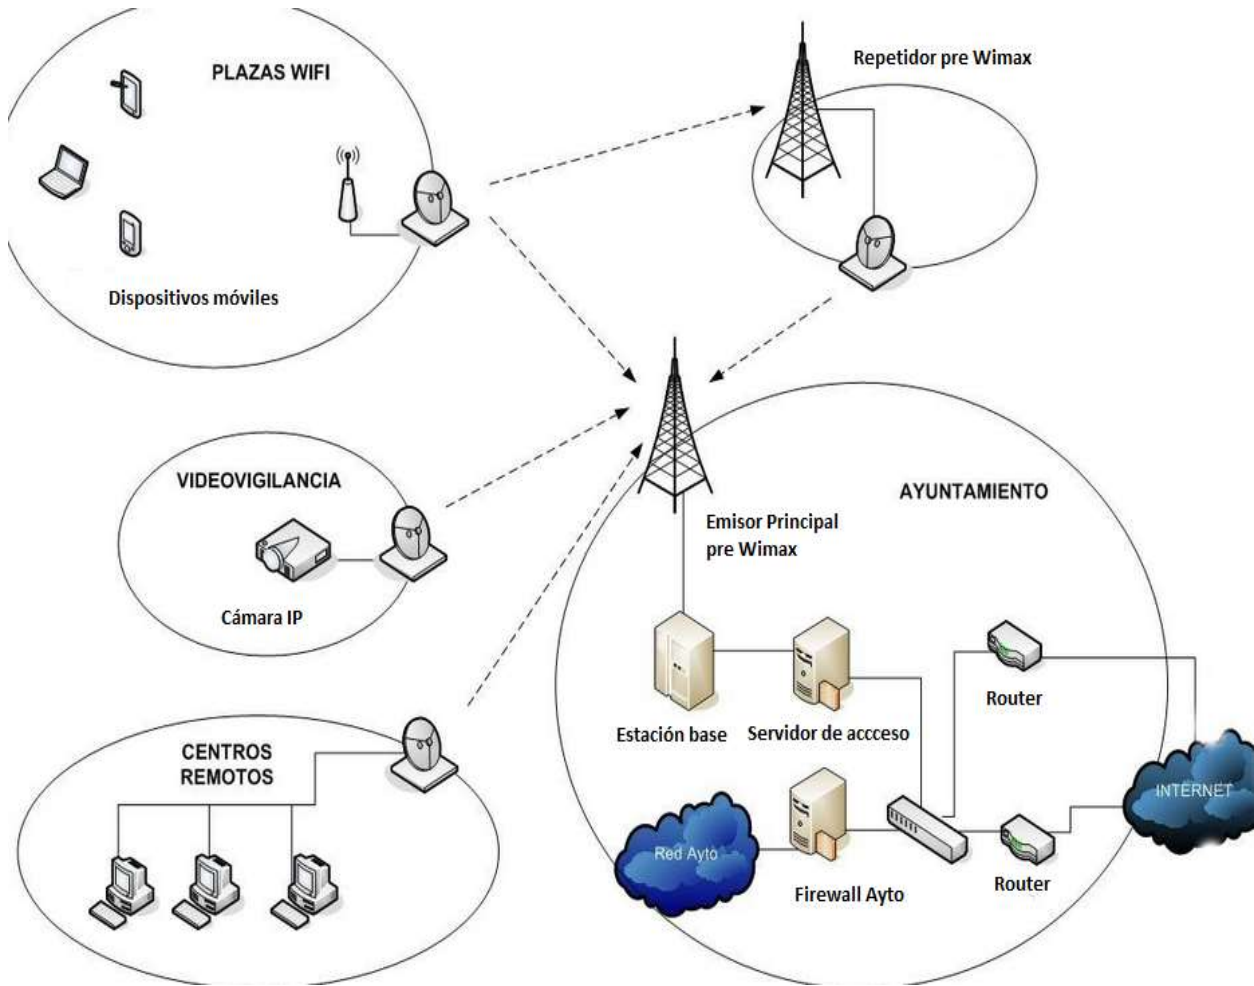 PLAZAS WIFI
Dispositivos móviles
Repetidor pre Wimax
VIDEOVIGILANCIA
Cámara IP
CENTROS
REMOTOS
AYUNTAMIENTO
Emisor Principal
pre Wimax
Estación base
Servidor de accceso
Router
INTERNET
Red Ayto
Firewall Ayto
Router